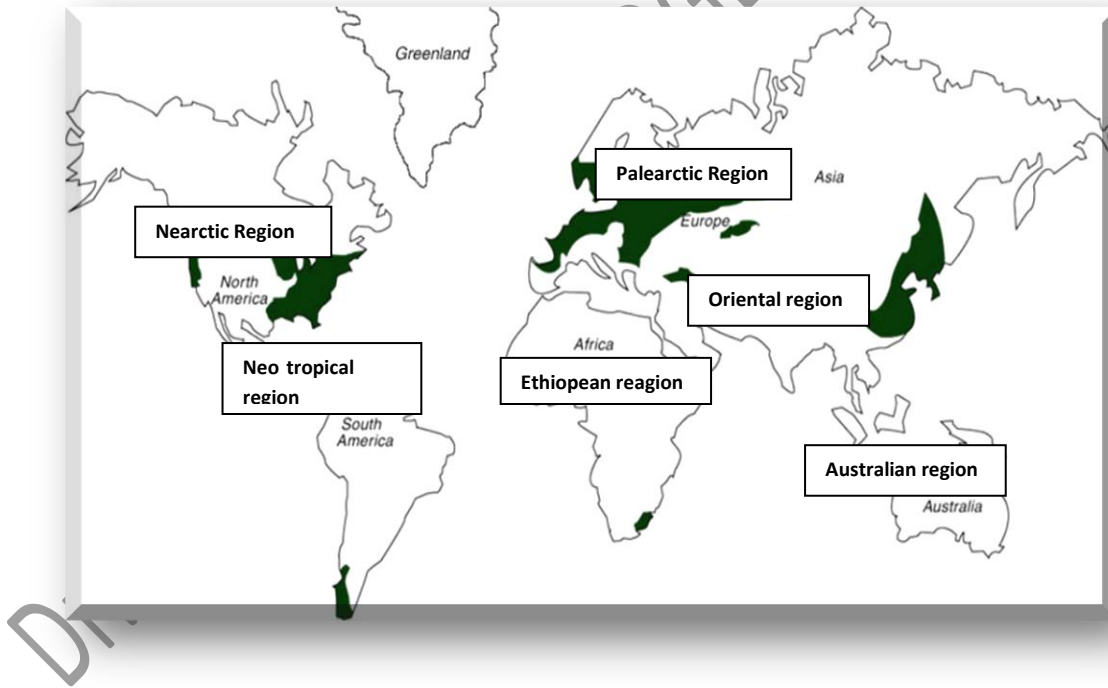 Greenland
Palearctic Region
Asia
Nearctic Region
Europe
North
America
Oriental region
Africa
Neo tropical
region
Ethiopean reagion
South
America
Australian region
Australia